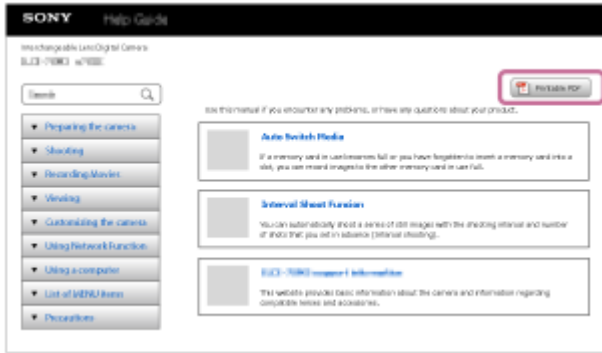 SONY Help Guide
Interchangeable Lens Digital Camera
Search
Printable PDF
Use this manual if you encounter any problems, or have any questions about your product.
Preparing the camera
Shooting
Recording Movies
Viewing
Customizing the camera
Using Network Function
Using a computer
List of MENU items
Precautions
Auto Switch Media
If a memory card in use becomes full or you have forgotten to insert a memory card into a
slot, you can record images to the other memory card in use full.
Interval Shoot Funsion
You can automatically shoot a series of still images with the shooting interval and number
of shots that you set in advance (Interval shooting).
support information
This website provides basic information about the camera and information regarding
compatible lenses and accessories.